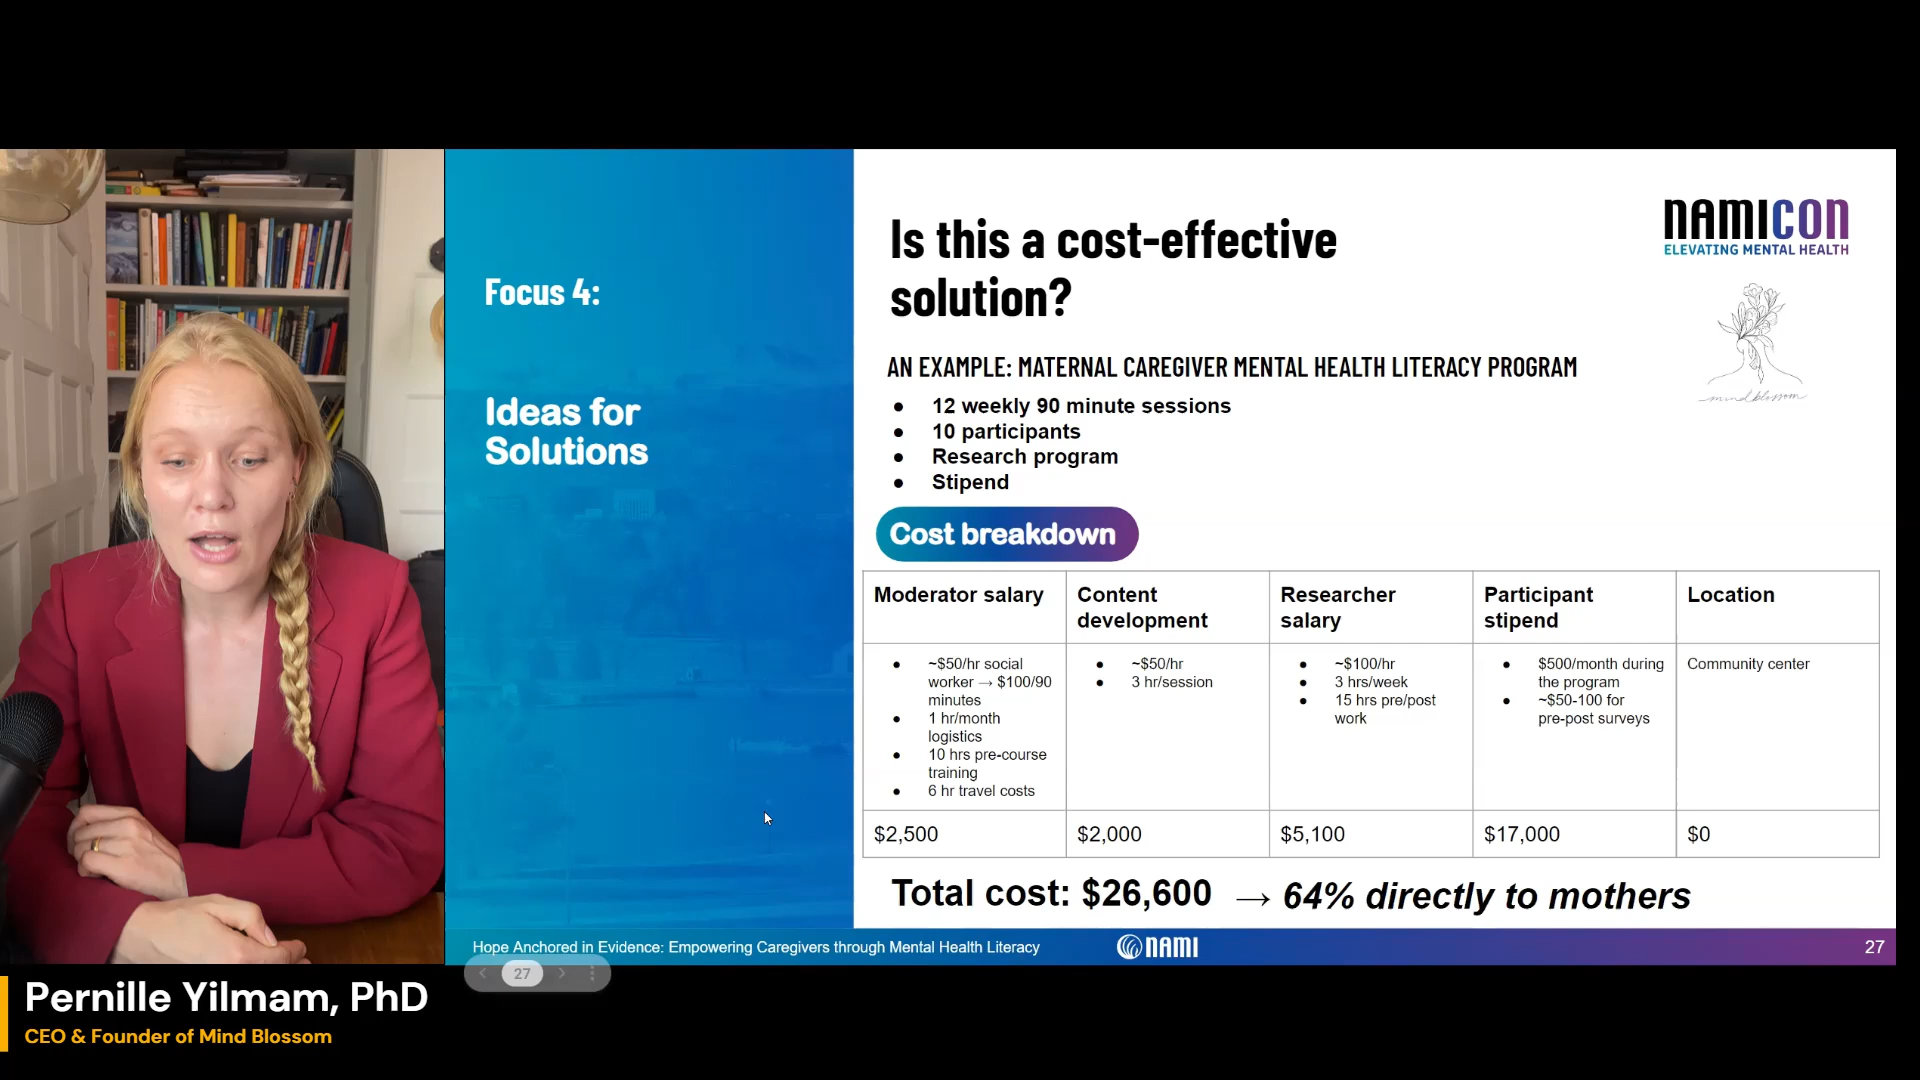 Focus 4:
Ideas for
Solutions
Is this a cost-effective
solution?
NAMICON
ELEVATING MENTAL HEALTH
mindblossom
AN EXAMPLE: MATERNAL CAREGIVER MENTAL HEALTH LITERACY PROGRAM
● 12 weekly 90 minute sessions
● 10 participants
● Research program
● Stipend
Cost breakdown
Moderator salary
● ~$50/hr social
worker → $100/90
minutes
● 1 hr/month
logistics
● 10 hrs pre-course
training
● 6 hr travel costs
$2,500
Content
development
● ~$50/hr
● 3 hr/session
$2,000
Researcher
salary
● ~$100/hr
● 3 hrs/week
● 15 hrs pre/post
work
$5,100
Participant
stipend
● $500/month during
the program
● ~$50-100 for
pre-post surveys
$17,000
Location
Community center
$0
Total cost: $26,600 → 64% directly to mothers
Hope Anchored in Evidence: Empowering Caregivers through Mental Health Literacy
NAMI
27
27
Pernille Yilmam, PhD
CEO & Founder of Mind Blossom